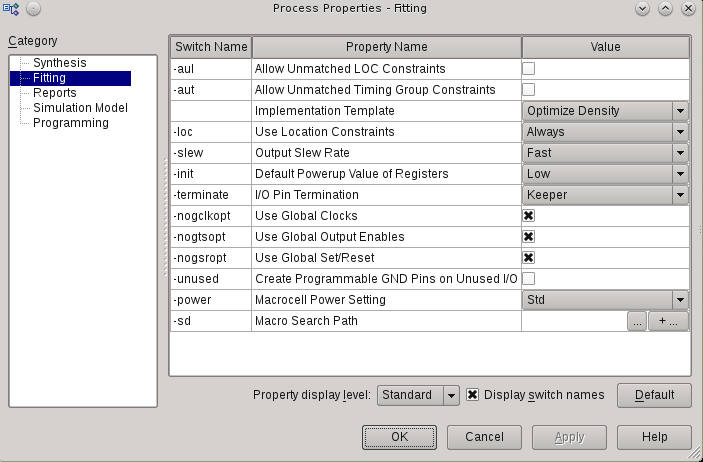 Process Properties - Fitting
Category
Synthesis
Fitting
Reports
Simulation Model
Programming
Switch Name Property Name Value
-aul Allow Unmatched LOC Constraints
-aut Allow Unmatched Timing Group Constraints
Implementation Template Optimize Density
-loc Use Location Constraints Always
-slew Output Slew Rate Fast
-init Default Powerup Value of Registers Low
-terminate I/O Pin Termination Keeper
-nogclkopt Use Global Clocks
-nogtsopt Use Global Output Enables
-nogsropt Use Global Set/Reset
-unused Create Programmable GND Pins on Unused I/O
-power Macrocell Power Setting Std
-sd Macro Search Path ... + ...
Property display level: Standard Display switch names Default
OK Cancel Apply Help